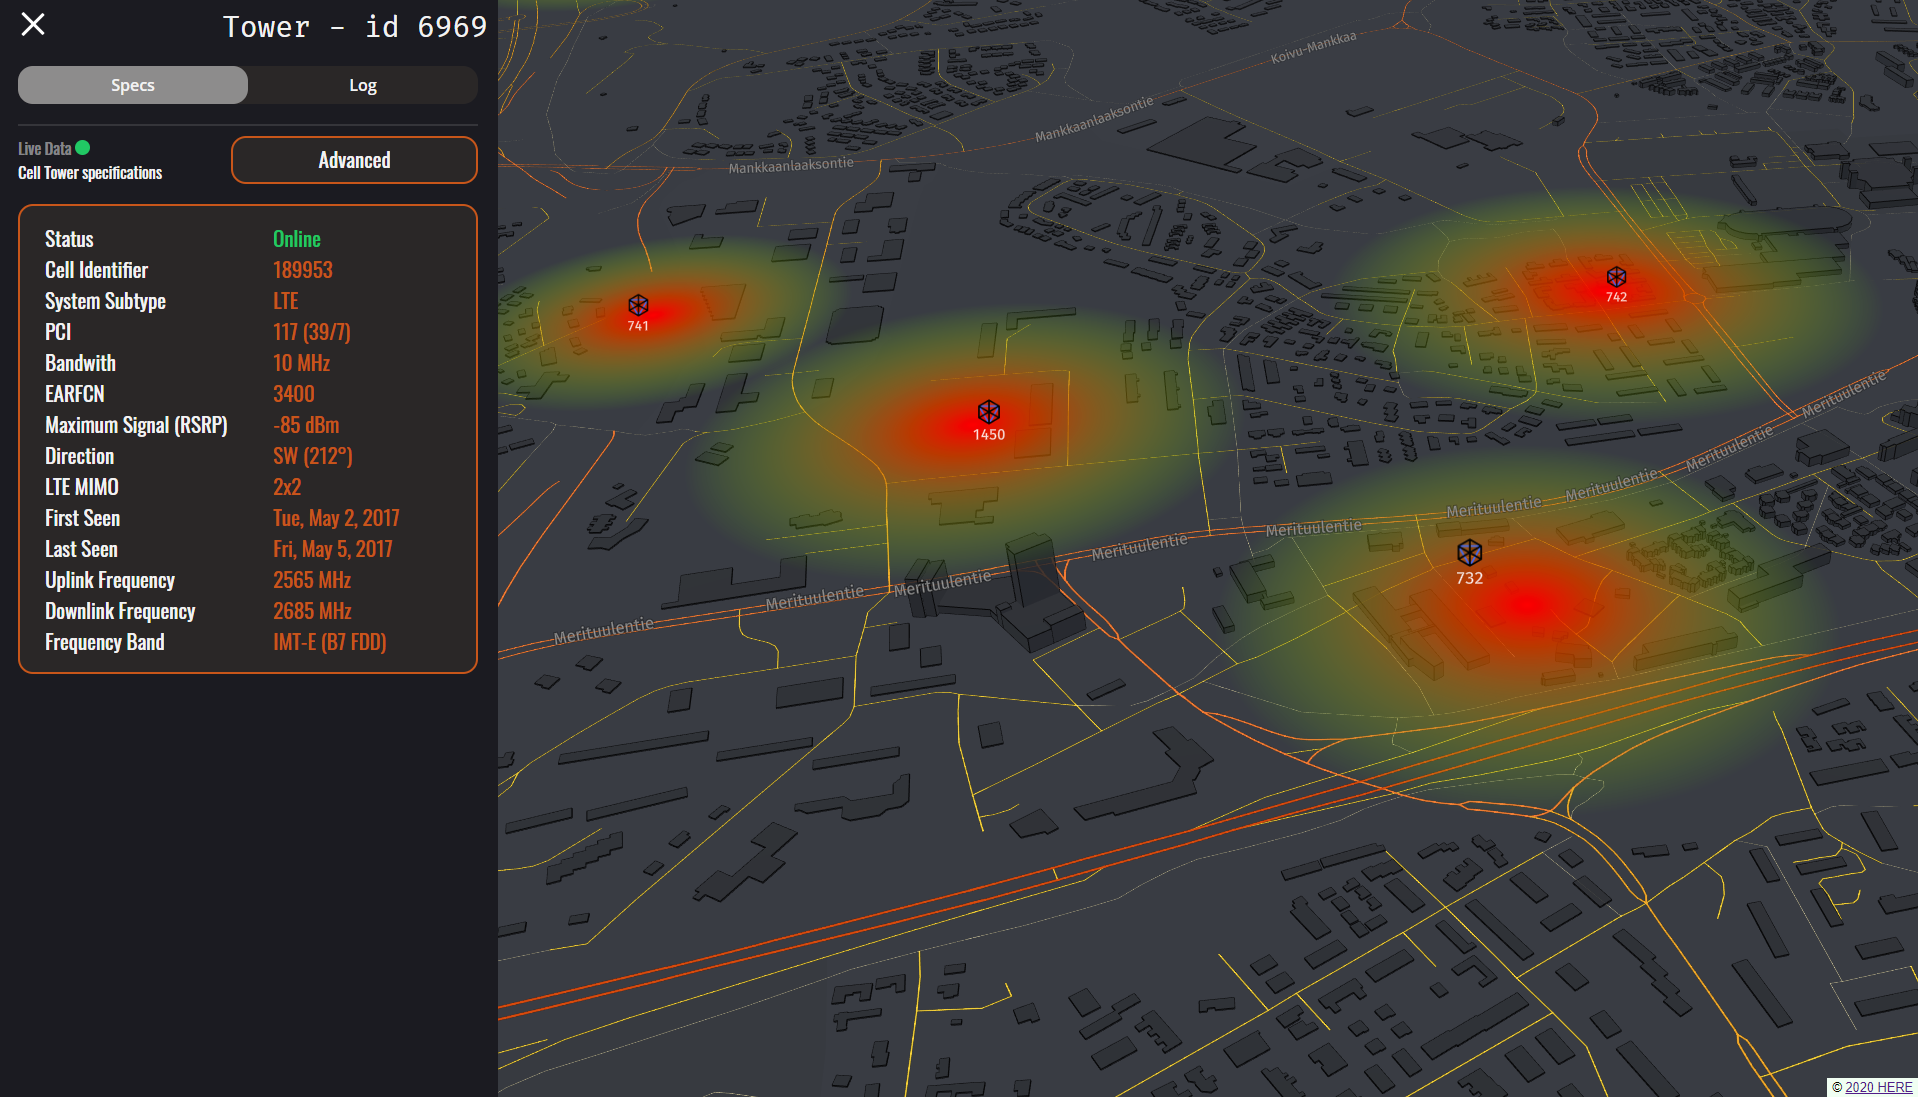 Tower - id 6969
Specs
Log
Live Data
Cell Tower specifications
Advanced
Status Online
Cell Identifier 189953
System Subtype LTE
PCI 117 (39/7)
Bandwith 10 MHz
EARFCN 3400
Maximum Signal (RSRP) -85 dBm
Direction SW (212°)
LTE MIMO 2x2
First Seen Tue, May 2, 2017
Last Seen Fri, May 5, 2017
Uplink Frequency 2565 MHz
Downlink Frequency 2685 MHz
Frequency Band IMT-E (B7 FDD)
Koivu-Mankkaa
Mankkaanlaaksontie
Mankkaanlaaksontie
742
741
Merituulentie
1450
Merituulentie
Merituulentie
Merituulentie
Merituulentie
Merituulentie
732
Merituulentie
Merituulentie
Merituulentie
© 2020 HERE